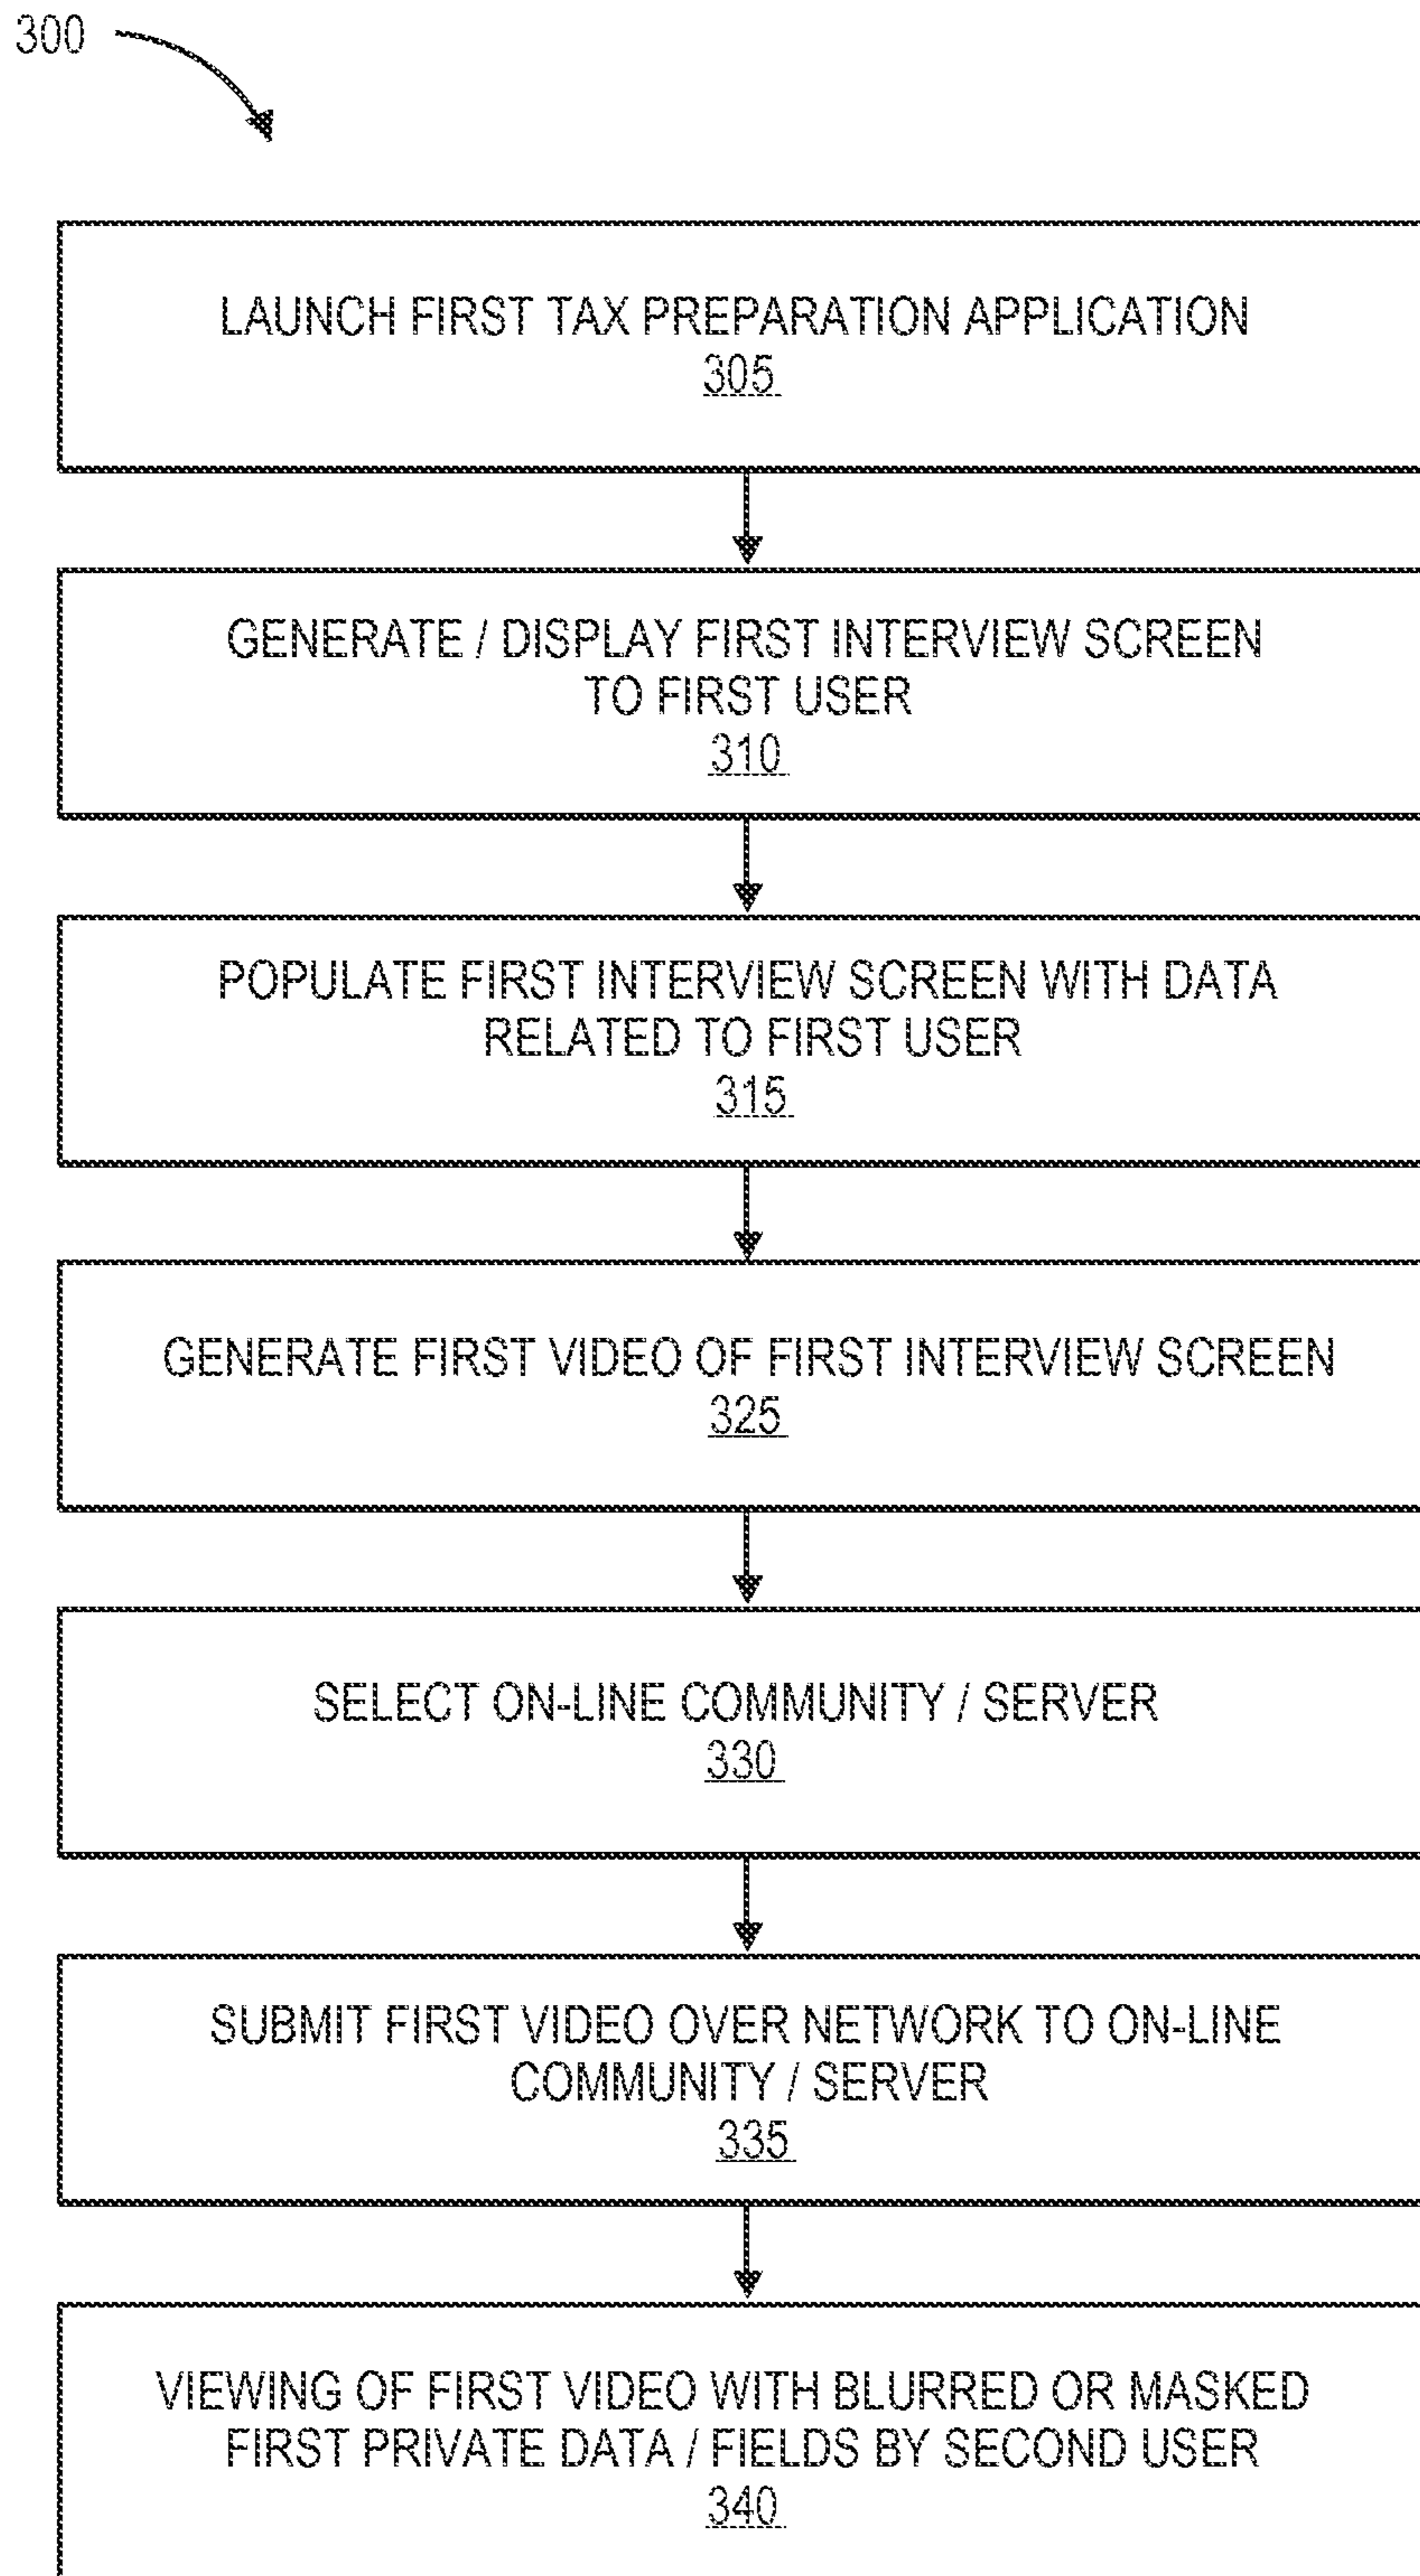 300
LAUNCH FIRST TAX PREPARATION APPLICATION
305
GENERATE / DISPLAY FIRST INTERVIEW SCREEN
TO FIRST USER
310
POPULATE FIRST INTERVIEW SCREEN WITH DATA
RELATED TO FIRST USER
315
GENERATE FIRST VIDEO OF FIRST INTERVIEW SCREEN
325
SELECT ON-LINE COMMUNITY / SERVER
330
SUBMIT FIRST VIDEO OVER NETWORK TO ON-LINE
COMMUNITY / SERVER
335
VIEWING OF FIRST VIDEO WITH BLURRED OR MASKED
FIRST PRIVATE DATA / FIELDS BY SECOND USER
340